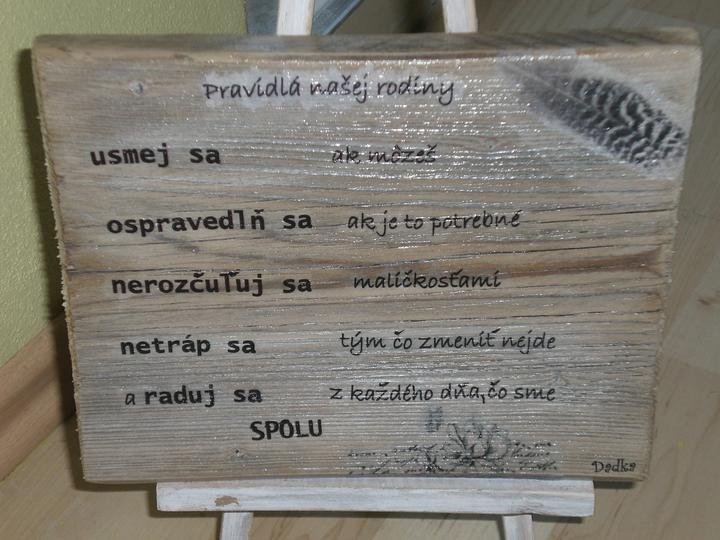 Pravidlá našej rodiny
usmej sa ak môžeš
ospravedlň sa ak je to potrebné
nerozčuľuj sa maličkosťami
netráp sa tým čo zmeniť nejde
a raduj sa z každého dňa, čo sme
SPOLU
Dadka